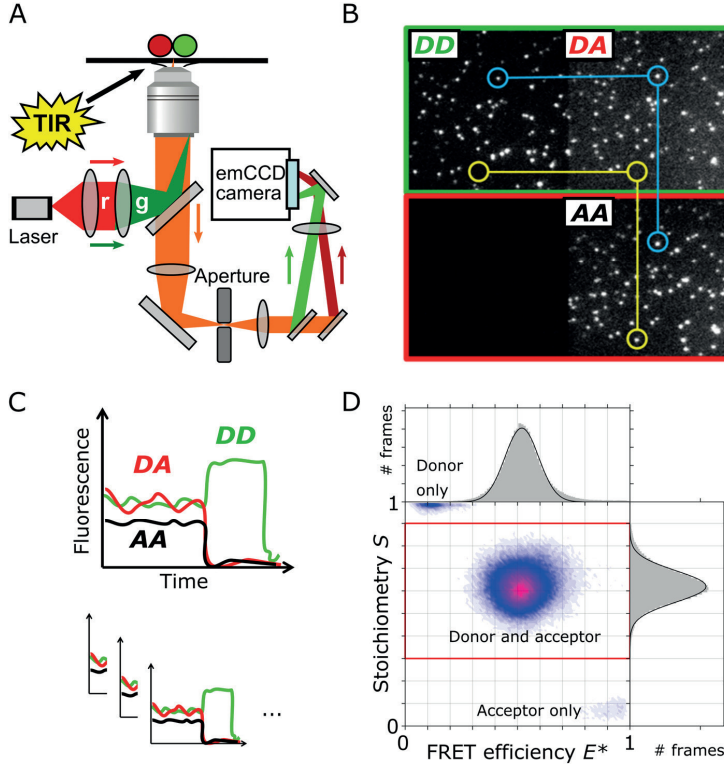 A
TIR
r
g
Laser
emCCD
camera
Aperture
B
DD
DA
AA
C
Fluorescence
DA
DD
AA
Time
...
D
# frames
Donor
only
1
Stoichiometry S
Donor and acceptor
Acceptor only
0
0
1
FRET efficiency E*
# frames